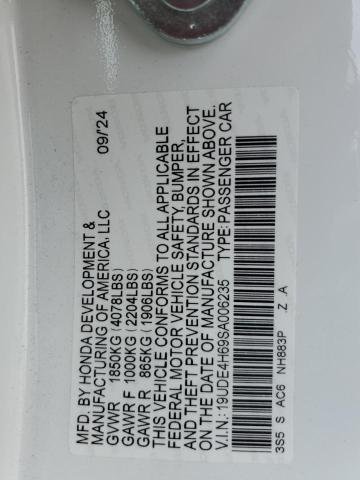 MFD. BY HONDA DEVELOPMENT &
MANUFACTURING OF AMERICA, LLC 09/'24
GVWR 1850KG (4078LBS)
GAWR F 1000KG (2204LBS)
GAWR R 865KG (1906LBS)
THIS VEHICLE CONFORMS TO ALL APPLICABLE
FEDERAL MOTOR VEHICLE SAFETY, BUMPER,
AND THEFT PREVENTION STANDARDS IN EFFECT
ON THE DATE OF MANUFACTURE SHOWN ABOVE.
V.I.N.: 19UDE4H69SA006235 TYPE: PASSENGER CAR
3S5 S AC6 NH883P Z A